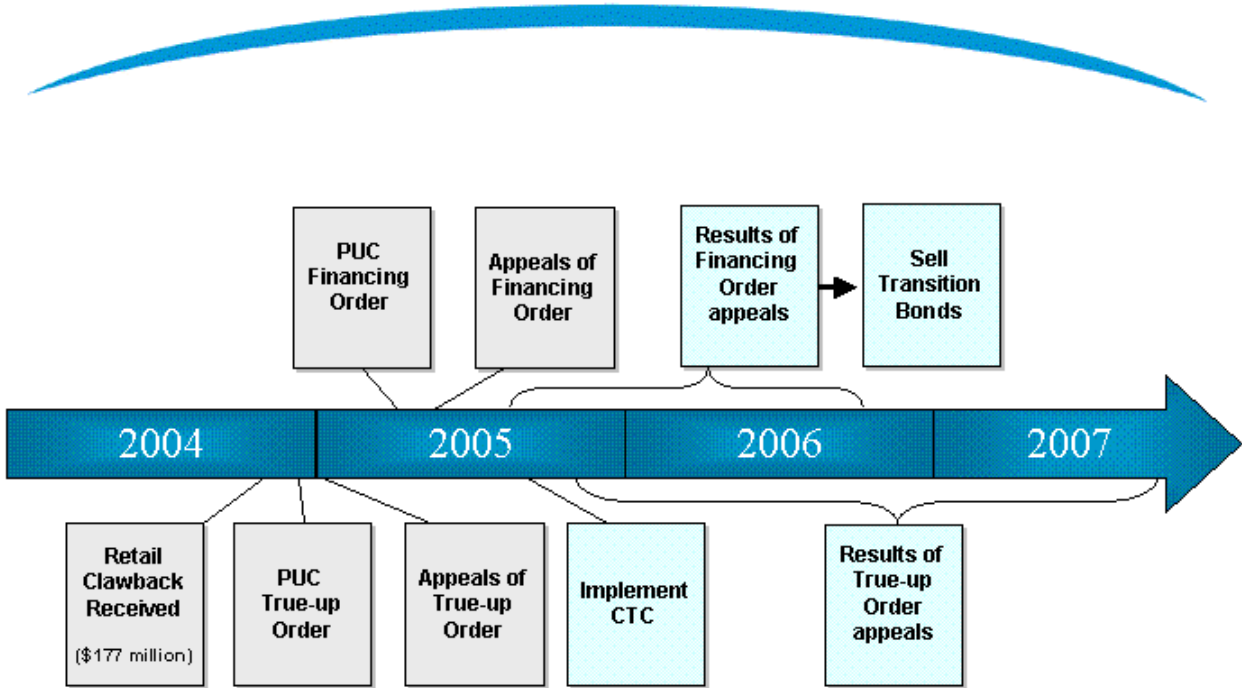 PUC
Financing
Order
Appeals of
Financing
Order
Results of
Financing
Order
appeals
Sell
Transition
Bonds
2004
2005
2006
2007
Retail
Clawback
Received
($177 million)
PUC
True-up
Order
Appeals of
True-up
Order
Implement
CTC
Results of
True-up
Order
appeals